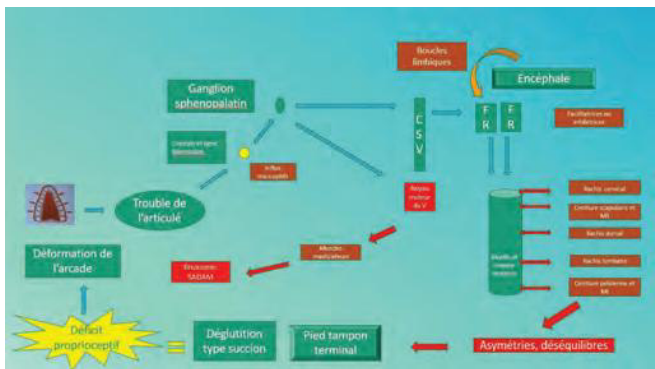 Boucles
limbiques
Encéphale
Ganglion
sphenopalatin
C
S
V
F
R
F
R
Facilitatrices ou
inhibitrices
Influx
nociceptifs
Trouble de
l'articulé
Noyau
moteur
du V
Rachis cervical
Ceinture scapulaire et
MS
Rachis dorsal
Rachis lombaire
Ceinture pelvienne et
MI
Muscles
masticateurs
Bruxisme
SADAM
Déformation de
l'arcade
Déficit
proprioceptif
Déglutition
type succion
Pied tampon
terminal
Asymétries, déséquilibres